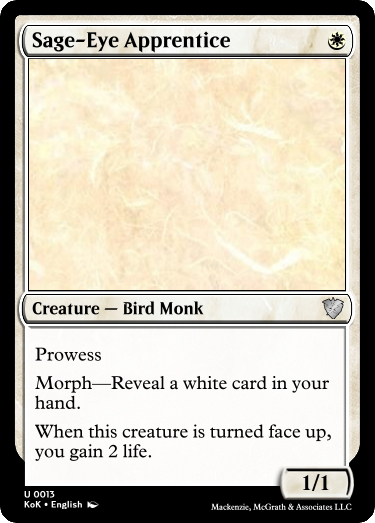 Sage-Eye Apprentice
Creature — Bird Monk
Prowess
Morph—Reveal a white card in your
hand.
When this creature is turned face up,
you gain 2 life.
1/1
U 0013
KoK • English
Mackenzie, McGrath & Associates LLC